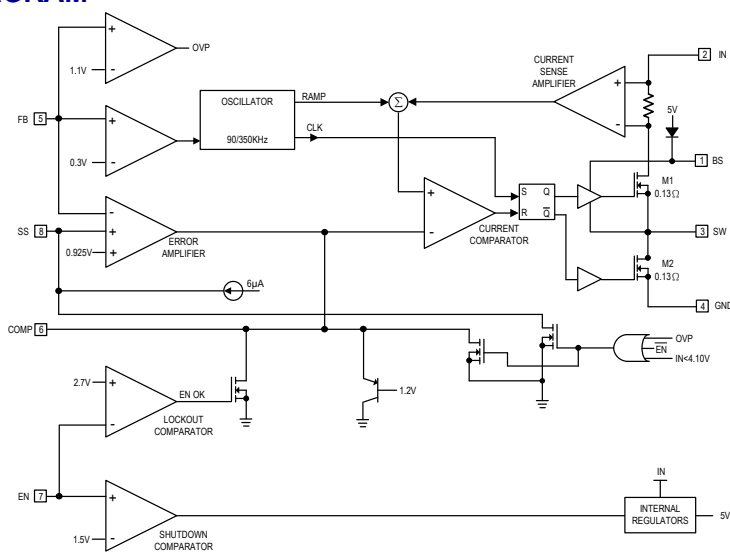 OVP
1.1V
FB 5
0.3V
OSCILLATOR
90/350KHz
RAMP
CLK
Σ
CURRENT
SENSE
AMPLIFIER
2 IN
5V
1 BS
M1
0.13Ω
3 SW
M2
0.13Ω
4 GND
S Q
R Q̅
CURRENT
COMPARATOR
SS 8
0.925V
ERROR
AMPLIFIER
6µA
COMP 6
OVP
E̅N̅
IN<4.10V
1.2V
2.7V
EN OK
LOCKOUT
COMPARATOR
EN 7
1.5V
SHUTDOWN
COMPARATOR
IN
INTERNAL
REGULATORS
5V